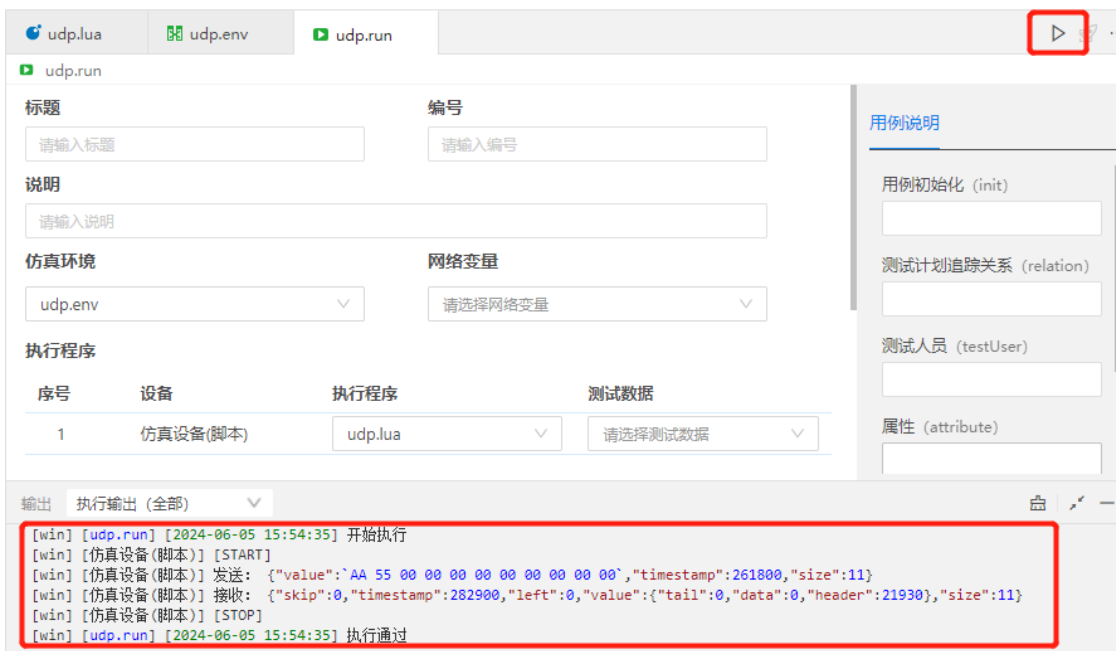 udp.lua udp.env udp.run
udp.run
标题 编号
请输入标题 请输入编号
说明
请输入说明
仿真环境 网络变量
udp.env 请选择网络变量
执行程序
序号 设备 执行程序 测试数据
1 仿真设备(脚本) udp.lua 请选择测试数据
用例说明
用例初始化 (init)
测试计划追踪关系 (relation)
测试人员 (testUser)
属性 (attribute)
输出 执行输出 (全部)
[win] [udp.run] [2024-06-05 15:54:35] 开始执行
[win] [仿真设备(脚本)] [START]
[win] [仿真设备(脚本)] 发送: {"value":`AA 55 00 00 00 00 00 00 00 00 00`,"timestamp":261800,"size":11}
[win] [仿真设备(脚本)] 接收: {"skip":0,"timestamp":282900,"left":0,"value":{"tail":0,"data":0,"header":21930},"size":11}
[win] [仿真设备(脚本)] [STOP]
[win] [udp.run] [2024-06-05 15:54:35] 执行通过